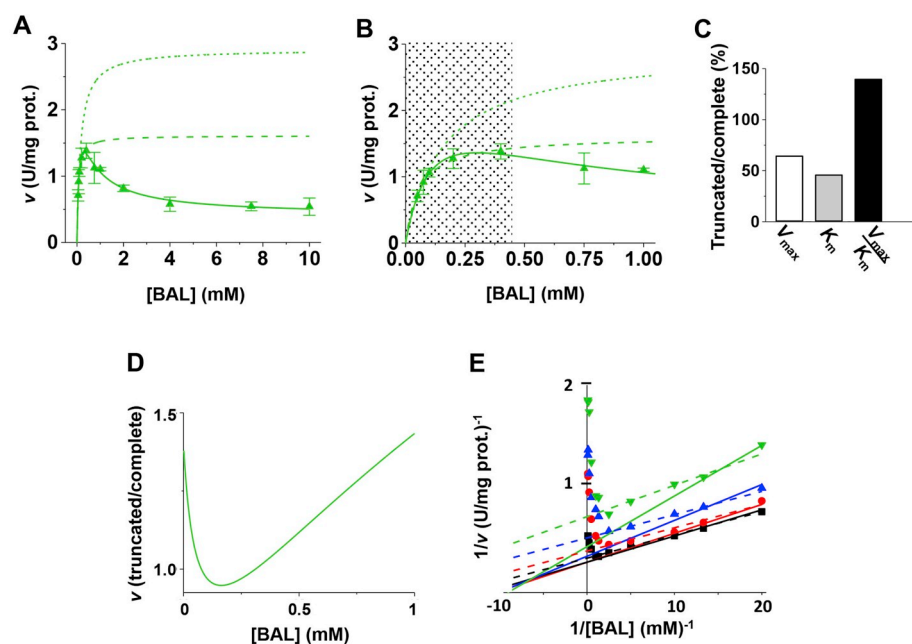 A
v (U/mg prot.)
3
2
1
0
0 2 4 6 8 10
[BAL] (mM)
B
v (U/mg prot.)
3
2
1
0
0.00 0.25 0.50 0.75 1.00
[BAL] (mM)
C
Truncated/complete (%)
150
100
50
0
Vmax
Km
Vmax
Km
D
v (truncated/complete)
1.5
1.0
0 0.5 1
[BAL] (mM)
E
1/v (U/mg prot.)-1
2
1
-10 0 10 20
1/[BAL] (mM)-1